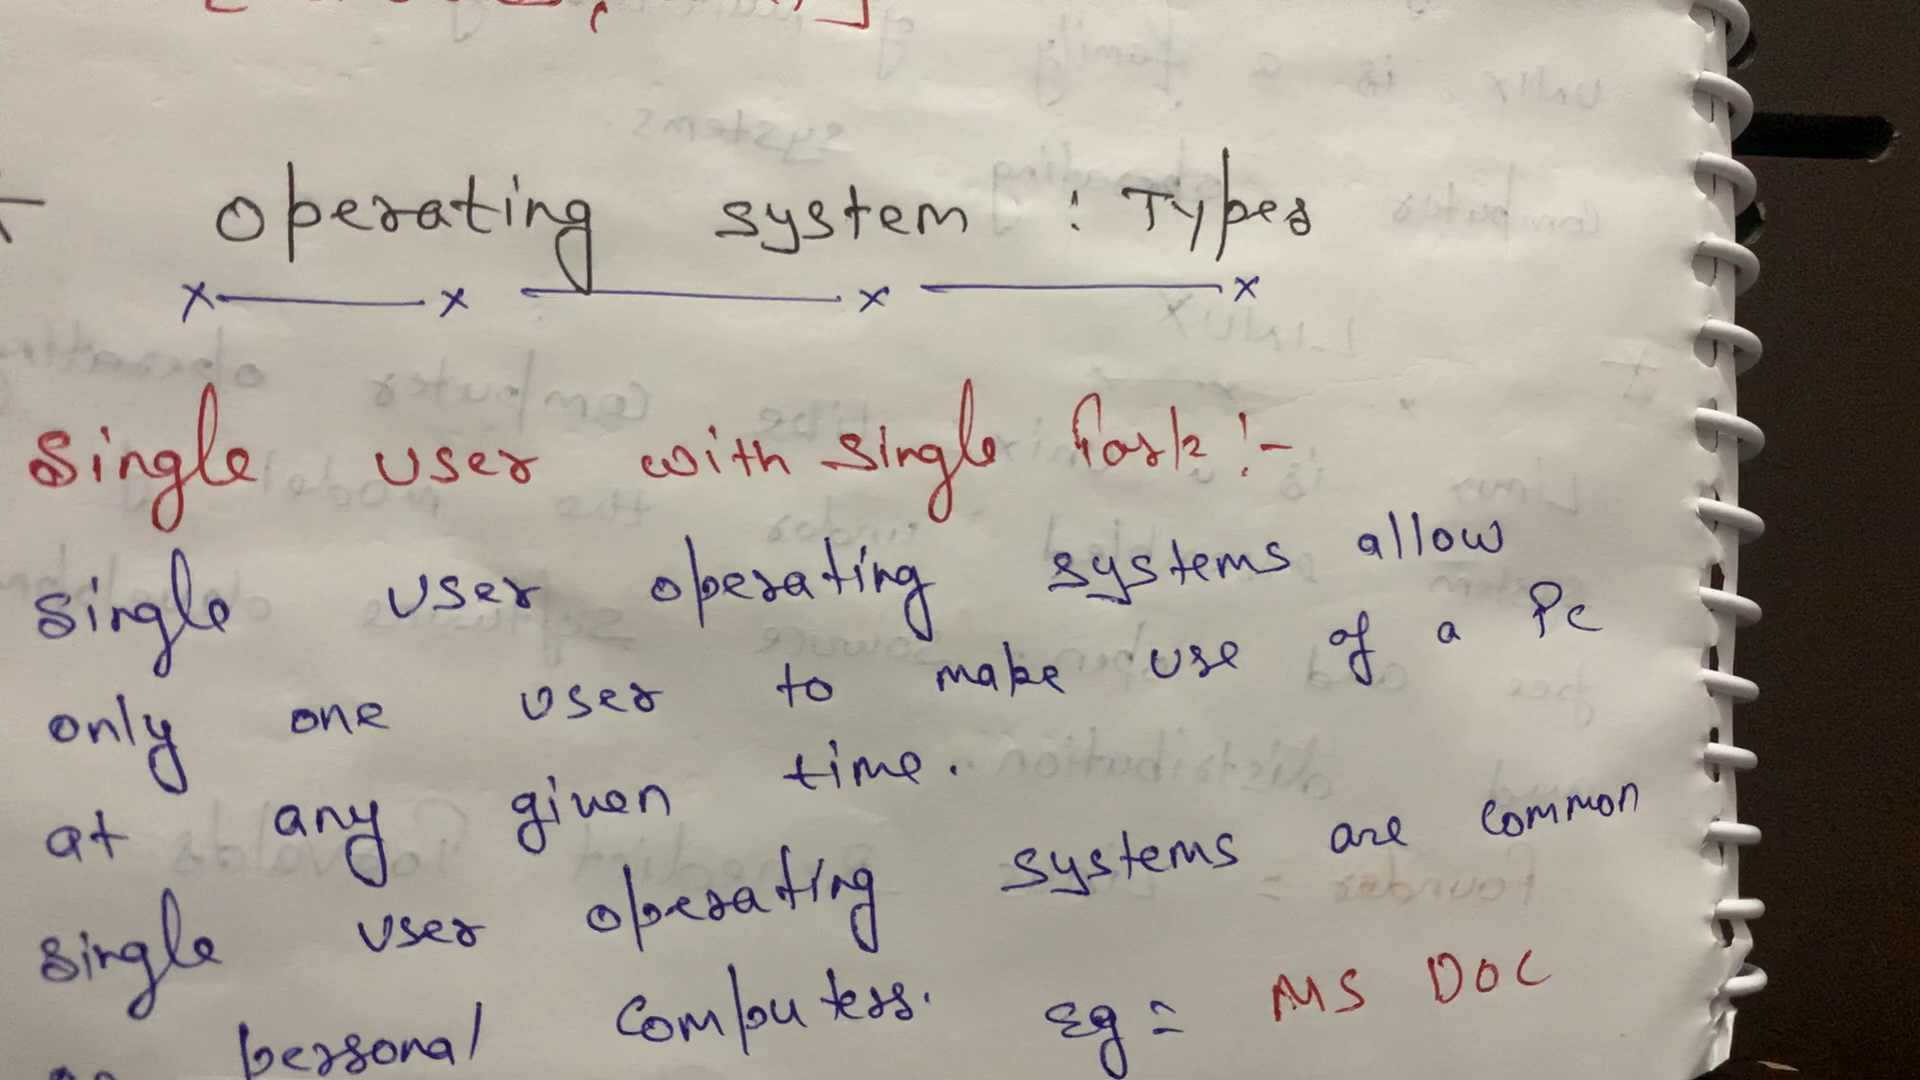 Operating system : Types
Single user with single Task :-
Single user operating systems allow
only one user to make use of a Pc
at any given time.
Single user operating systems are common
on personal Computers. Eg = MS DOC